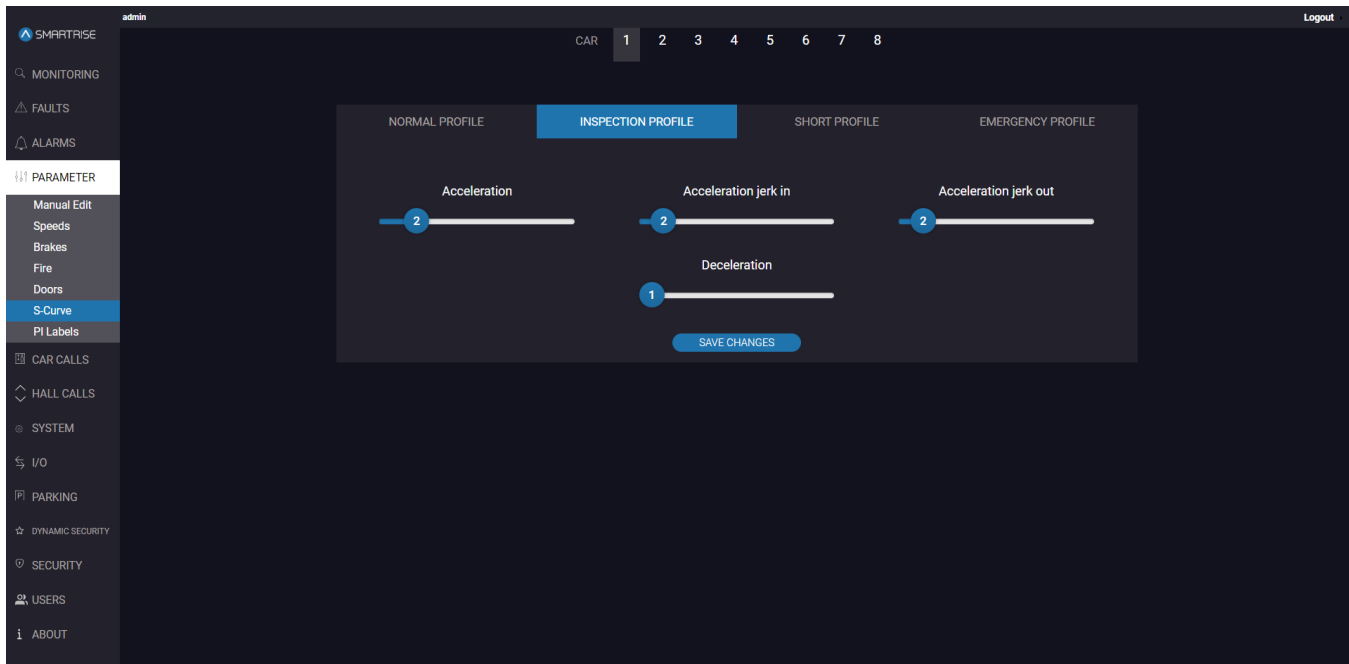 admin
Logout
SMARTRISE
CAR 1 2 3 4 5 6 7 8
MONITORING
FAULTS
ALARMS
PARAMETER
Manual Edit
Speeds
Brakes
Fire
Doors
S-Curve
PI Labels
CAR CALLS
HALL CALLS
SYSTEM
I/O
P PARKING
DYNAMIC SECURITY
SECURITY
USERS
i ABOUT
NORMAL PROFILE INSPECTION PROFILE SHORT PROFILE EMERGENCY PROFILE
Acceleration Acceleration jerk in Acceleration jerk out
2 2 2
Deceleration
1
SAVE CHANGES